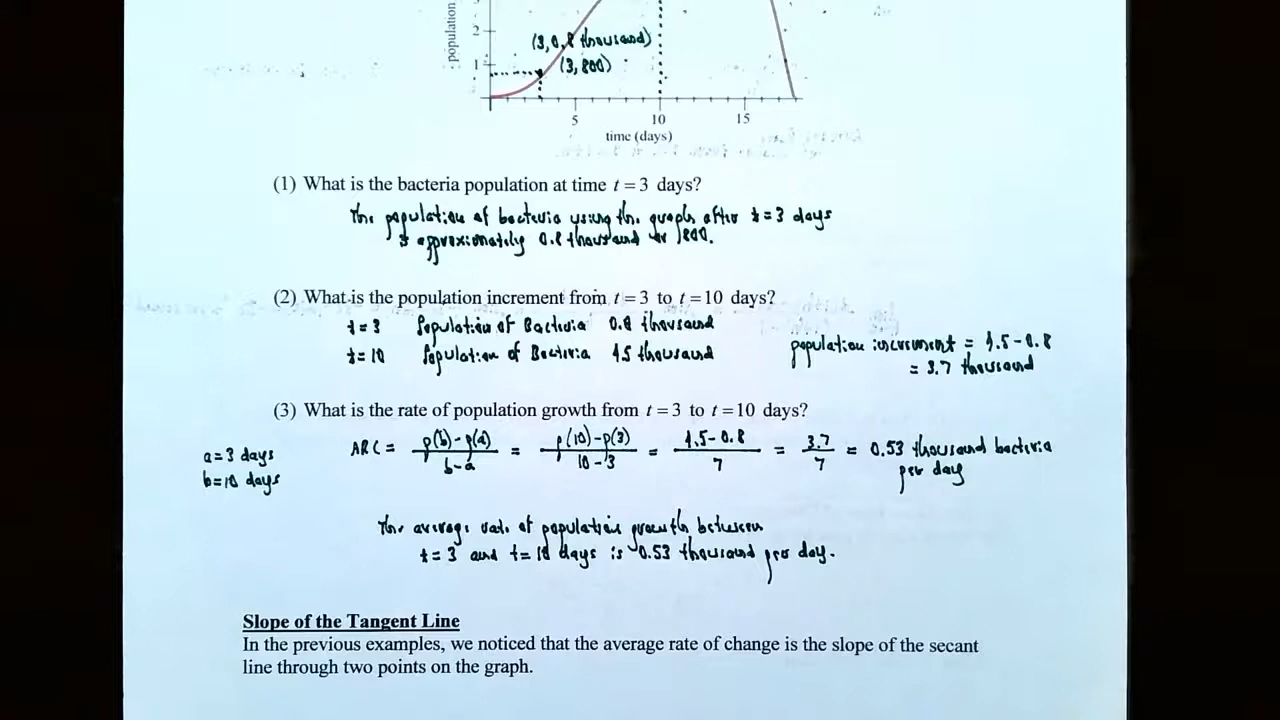 population
2
(3, 0.8 thousand)
1
(3, 800)
5 10 15
time (days)
(1) What is the bacteria population at time t = 3 days?
The population of bacteria using the graph after t = 3 days
is approximately 0.8 thousand or 800.
(2) What is the population increment from t = 3 to t = 10 days?
t = 3 Population of Bacteria 0.8 thousand
t = 10 Population of Bacteria 4.5 thousand
population increment = 4.5 - 0.8
= 3.7 thousand
(3) What is the rate of population growth from t = 3 to t = 10 days?
a = 3 days
b = 10 days
ARC = p(b) - p(a) / b - a = p(10) - p(3) / 10 - 3 = 4.5 - 0.8 / 7 = 3.7 / 7 = 0.53 thousand bacteria
per day
The average rate of population growth between
t = 3 and t = 10 days is 0.53 thousand per day.
Slope of the Tangent Line
In the previous examples, we noticed that the average rate of change is the slope of the secant
line through two points on the graph.